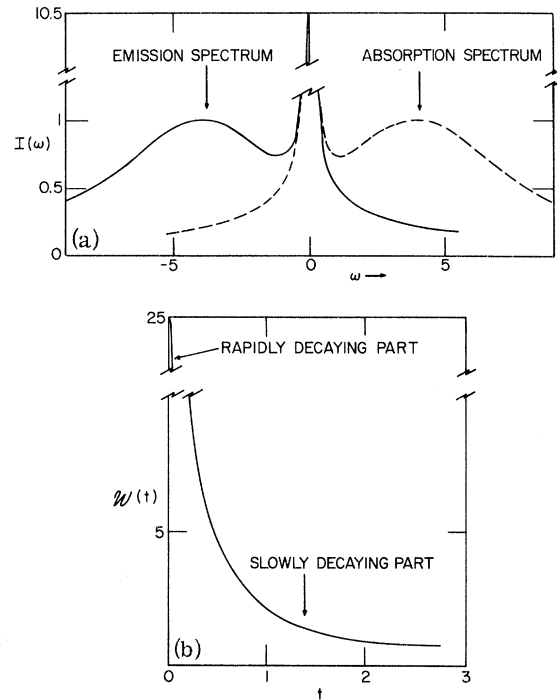 10.5
EMISSION SPECTRUM ABSORPTION SPECTRUM
I(ω)
1
0.5
0
(a)
-5 0 5
ω →
25
RAPIDLY DECAYING PART
𝒲(t)
5
SLOWLY DECAYING PART
(b)
0 1 2 3
t